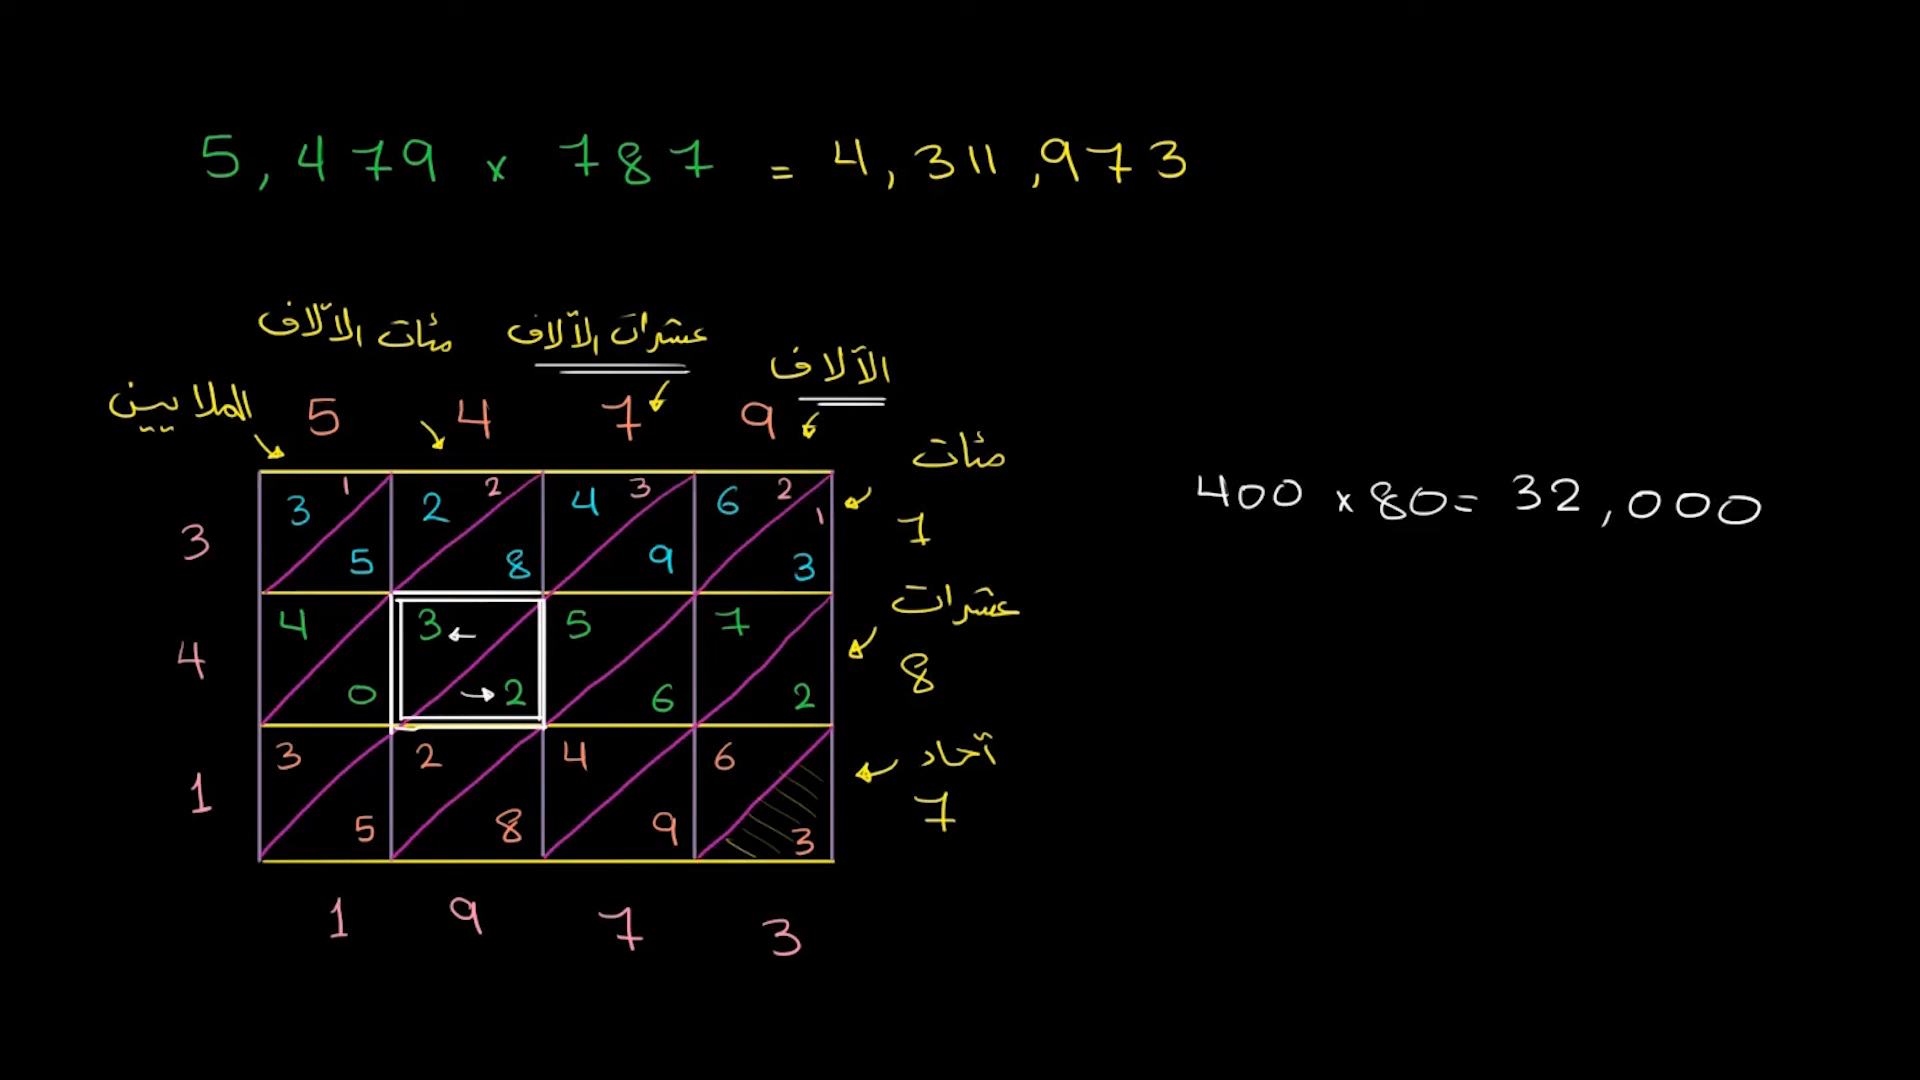 5,479 × 787 = 4,311,973
مئات الآلاف عشرات الآلاف الآلاف
الملايين 5 4 7 9
مئات
3 1 2 2 4 3 6 2 1 7
3 5 8 9 3
400 × 80 = 32,000
عشرات
4 3 5 7
4 0 2 6 2 8
3 2 4 6 آحاد
1 5 8 9 3 7
1 9 7 3